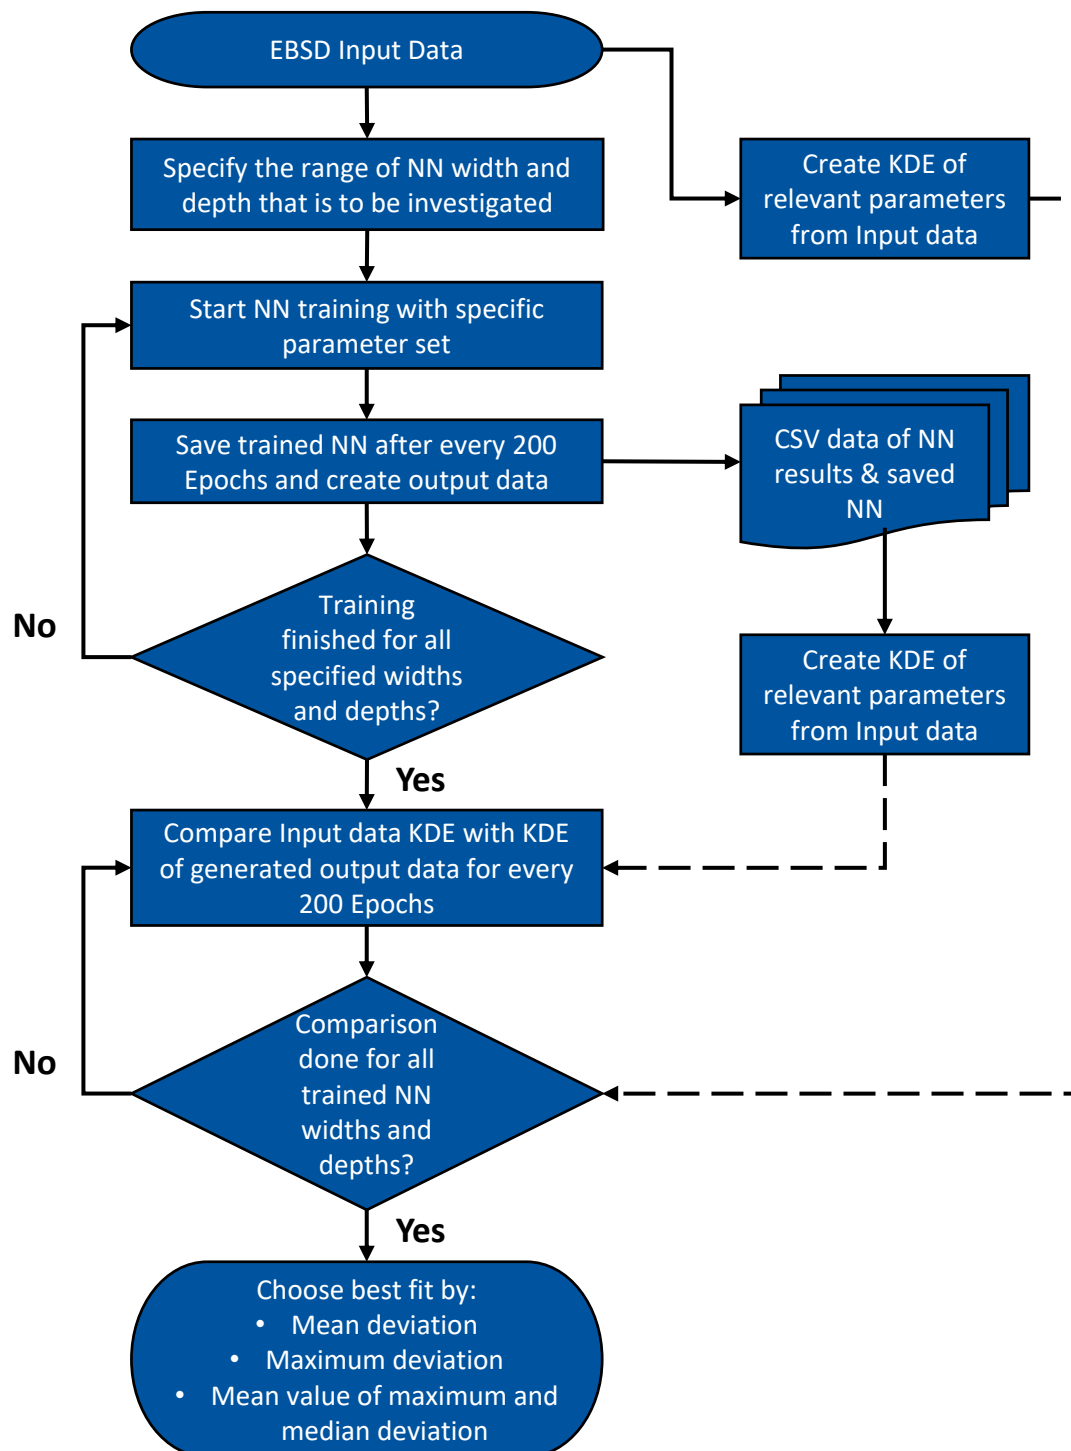 EBSD Input Data
Specify the range of NN width and
depth that is to be investigated
Create KDE of
relevant parameters
from Input data
Start NN training with specific
parameter set
Save trained NN after every 200
Epochs and create output data
CSV data of NN
results & saved
NN
Training
finished for all
specified widths
and depths?
No
Create KDE of
relevant parameters
from Input data
Yes
Compare Input data KDE with KDE
of generated output data for every
200 Epochs
Comparison
done for all
trained NN
widths and
depths?
No
Yes
Choose best fit by:
• Mean deviation
• Maximum deviation
• Mean value of maximum and
median deviation